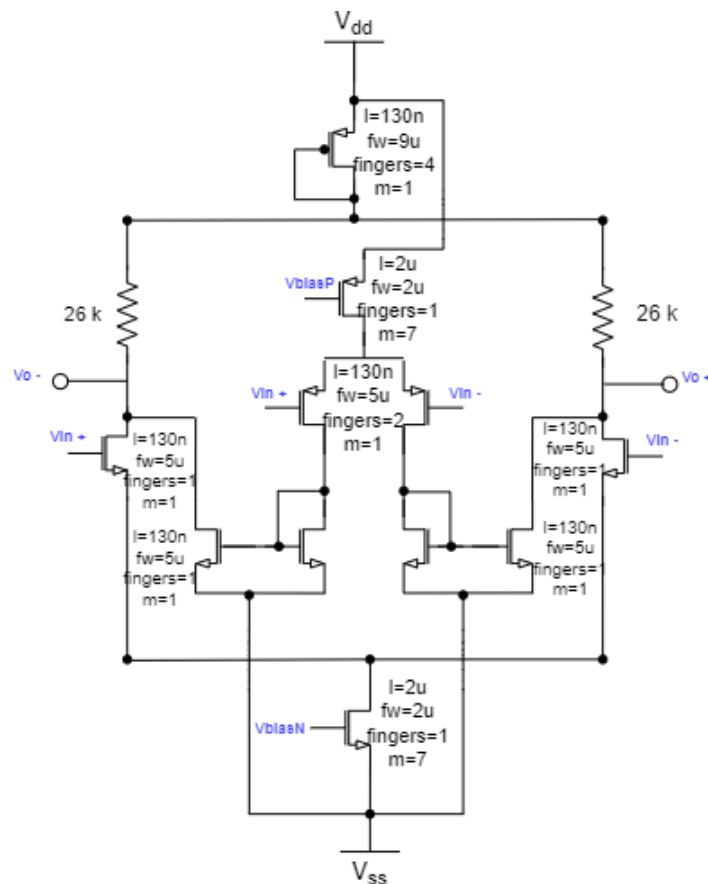 Vdd
l=130n
fw=9u
fingers=4
m=1
l=2u
fw=2u
fingers=1
m=7
VbiasP
26 k
26 k
Vo -
Vo +
l=130n
fw=5u
fingers=2
m=1
Vin +
Vin -
Vin +
l=130n
fw=5u
fingers=1
m=1
l=130n
fw=5u
fingers=1
m=1
Vin -
l=130n
fw=5u
fingers=1
m=1
l=130n
fw=5u
fingers=1
m=1
l=2u
fw=2u
fingers=1
m=7
VbiasN
Vss